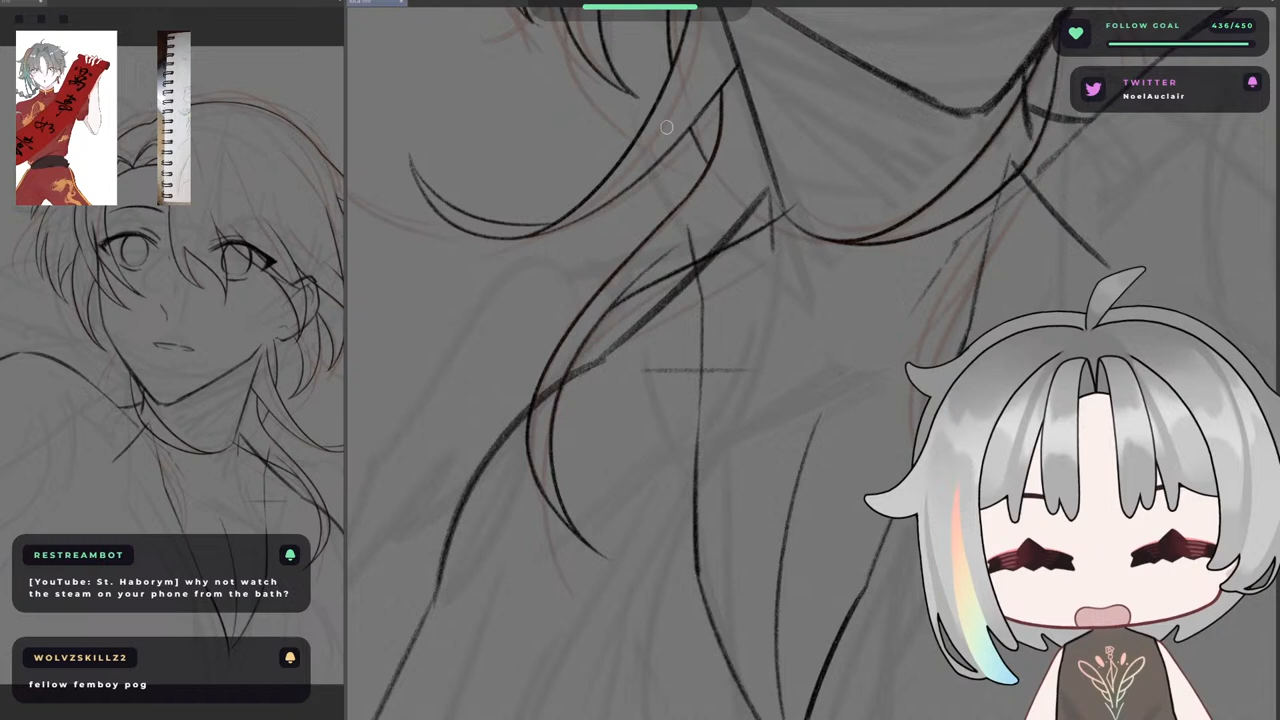 FOLLOW GOAL 436/450
TWITTER
NoelAuclair
RESTREAMBOT
[YouTube: St. Haborym] why not watch
the steam on your phone from the bath?
WOLVZSKILLZ2
fellow femboy pog